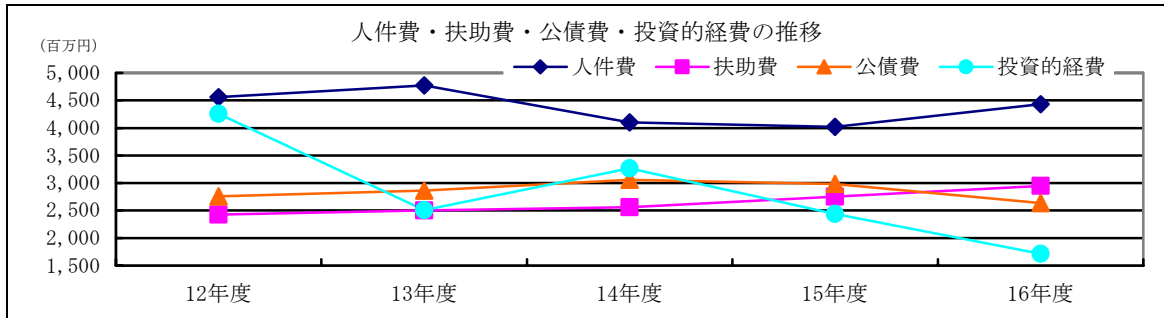 人件費・扶助費・公債費・投資的経費の推移
(百万円)
人件費 扶助費 公債費 投資的経費
5,000
4,500
4,000
3,500
3,000
2,500
2,000
1,500
12年度 13年度 14年度 15年度 16年度